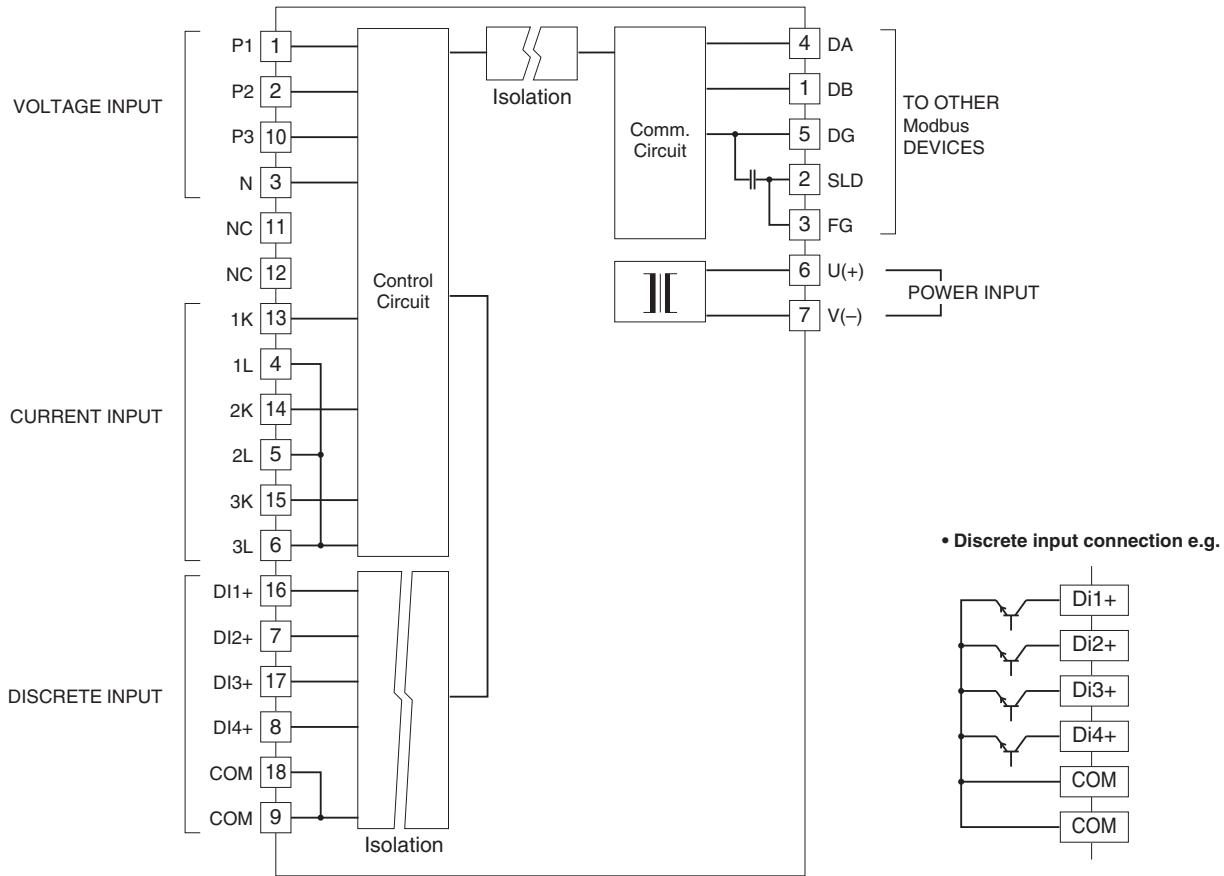 VOLTAGE INPUT
P1 1
P2 2
P3 10
N 3
NC 11
NC 12
CURRENT INPUT
1K 13
1L 4
2K 14
2L 5
3K 15
3L 6
DISCRETE INPUT
DI1+ 16
DI2+ 7
DI3+ 17
DI4+ 8
COM 18
COM 9
Control
Circuit
Isolation
Isolation
Comm.
Circuit
4 DA
1 DB
5 DG
2 SLD
3 FG
TO OTHER
Modbus
DEVICES
6 U(+)
7 V(–)
POWER INPUT
• Discrete input connection e.g.
Di1+
Di2+
Di3+
Di4+
COM
COM